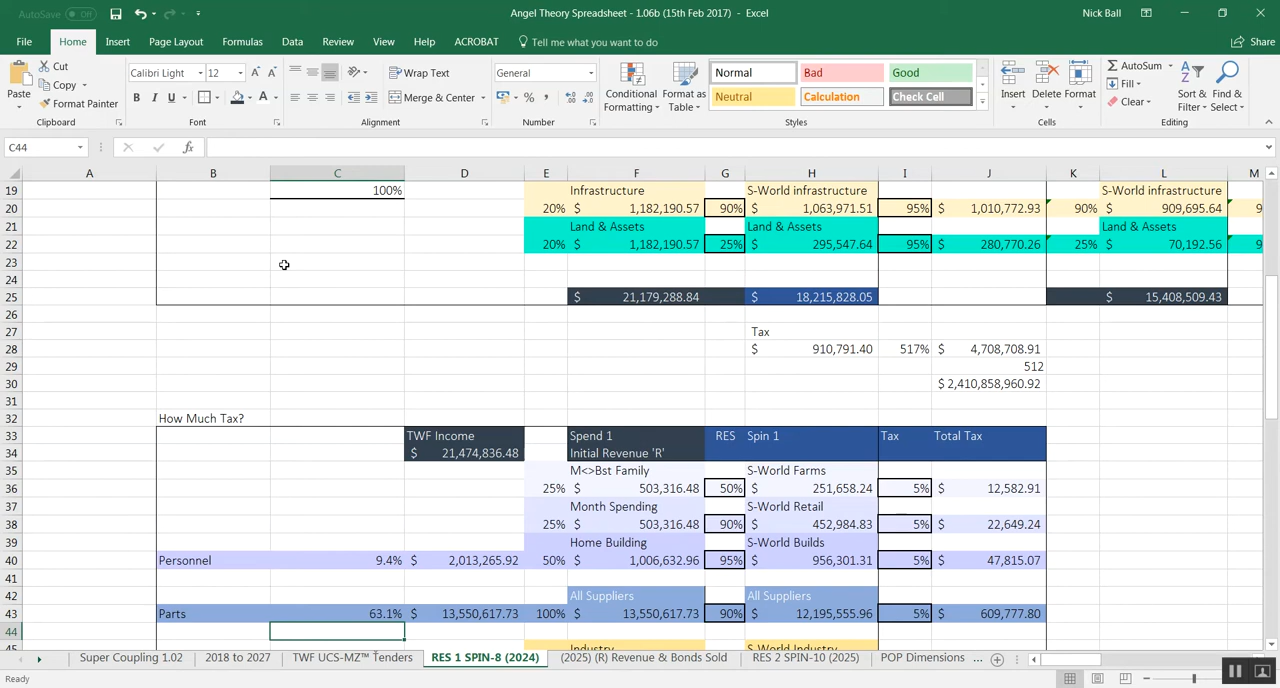 AutoSave Off Angel Theory Spreadsheet - 1.06b (15th Feb 2017) - Excel Nick Ball
File Home Insert Page Layout Formulas Data Review View Help ACROBAT Tell me what you want to do Share
Paste Cut Copy Format Painter Clipboard
Calibri Light 12 B I U A Font
Wrap Text Merge & Center Alignment
General % , Number
Conditional Formatting Format as Table Normal Bad Good Neutral Calculation Check Cell Styles
Insert Delete Format Cells
AutoSum Fill Clear Sort & Filter Find & Select Editing
C44 fx
A B C D E F G H I J K L M
19 100% Infrastructure S-World infrastructure S-World infrastructure
20 20% $ 1,182,190.57 90% $ 1,063,971.51 95% $ 1,010,772.93 90% $ 909,695.64 9
21 Land & Assets Land & Assets Land & Assets
22 20% $ 1,182,190.57 25% $ 295,547.64 95% $ 280,770.26 25% $ 70,192.56 9
23
24
25 $ 21,179,288.84 $ 18,215,828.05 $ 15,408,509.43
26
27 Tax
28 $ 910,791.40 517% $ 4,708,708.91
29 512
30 $ 2,410,858,960.92
31
32 How Much Tax?
33 TWF Income Spend 1 RES Spin 1 Tax Total Tax
34 $ 21,474,836.48 Initial Revenue 'R'
35 M<>Bst Family S-World Farms
36 25% $ 503,316.48 50% $ 251,658.24 5% $ 12,582.91
37 Month Spending S-World Retail
38 25% $ 503,316.48 90% $ 452,984.83 5% $ 22,649.24
39 Home Building S-World Builds
40 Personnel 9.4% $ 2,013,265.92 50% $ 1,006,632.96 95% $ 956,301.31 5% $ 47,815.07
41
42 All Suppliers All Suppliers
43 Parts 63.1% $ 13,550,617.73 100% $ 13,550,617.73 90% $ 12,195,555.96 5% $ 609,777.80
44
45 Industry S-World Industry
Super Coupling 1.02 2018 to 2027 TWF UCS-MZ™ Tenders RES 1 SPIN-8 (2024) (2025) (R) Revenue & Bonds Sold RES 2 SPIN-10 (2025) POP Dimensions ...
Ready